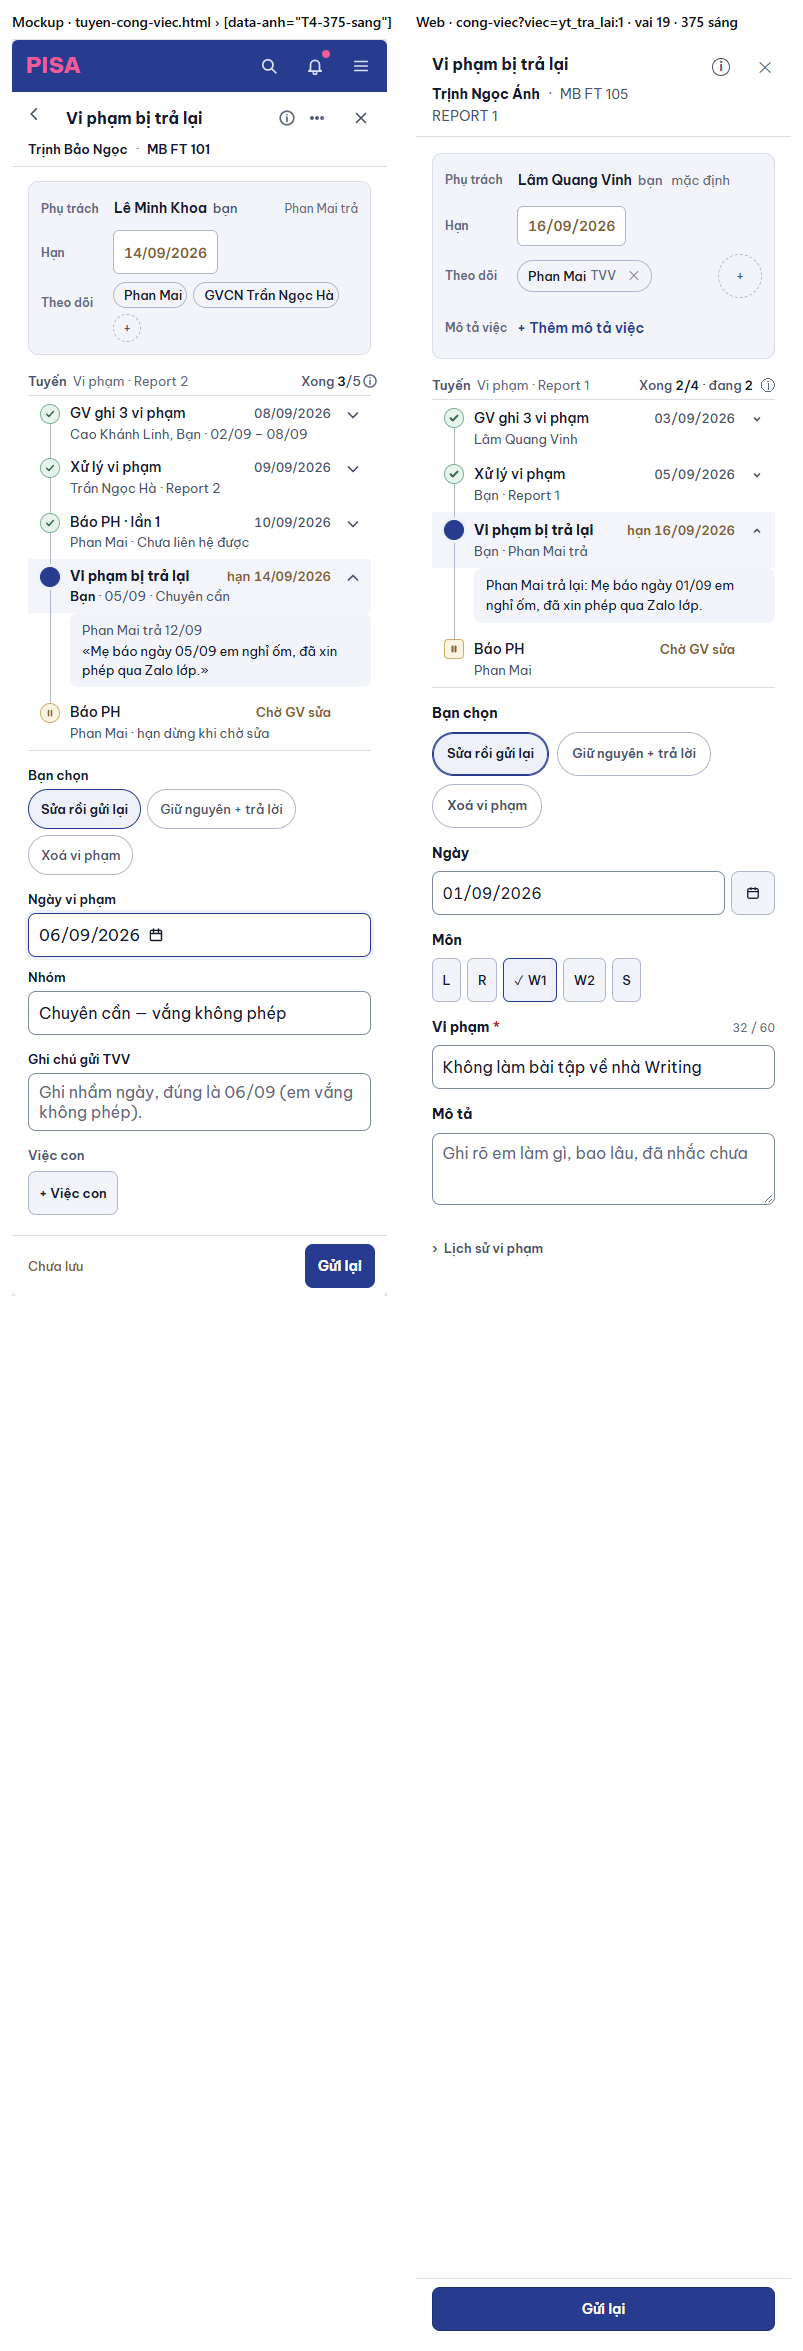 Mockup · tuyen-cong-viec.html › [data-anh="T4-375-sang"]
PISA
Vi phạm bị trả lại
Trịnh Bảo Ngọc · MB FT 101
Phụ trách Lê Minh Khoa bạn Phan Mai trả
Hạn 14/09/2026
Theo dõi Phan Mai GVCN Trần Ngọc Hà
+
Tuyến Vi phạm · Report 2 Xong 3/5
GV ghi 3 vi phạm 08/09/2026
Cao Khánh Linh, Bạn · 02/09 – 08/09
Xử lý vi phạm 09/09/2026
Trần Ngọc Hà · Report 2
Báo PH · lần 1 10/09/2026
Phan Mai · Chưa liên hệ được
Vi phạm bị trả lại hạn 14/09/2026
Bạn · 05/09 · Chuyên cần
Phan Mai trả 12/09
«Mẹ báo ngày 05/09 em nghỉ ốm, đã xin
phép qua Zalo lớp.»
Báo PH Chờ GV sửa
Phan Mai · hạn dừng khi chờ sửa
Bạn chọn
Sửa rồi gửi lại Giữ nguyên + trả lời
Xoá vi phạm
Ngày vi phạm
06/09/2026
Nhóm
Chuyên cần — vắng không phép
Ghi chú gửi TVV
Ghi nhầm ngày, đúng là 06/09 (em vắng
không phép).
Việc con
+ Việc con
Chưa lưu Gửi lại
Web · cong-viec?viec=yt_tra_lai:1 · vai 19 · 375 sáng
Vi phạm bị trả lại
Trịnh Ngọc Ánh · MB FT 105
REPORT 1
Phụ trách Lâm Quang Vinh bạn mặc định
Hạn 16/09/2026
Theo dõi Phan Mai TVV × +
Mô tả việc + Thêm mô tả việc
Tuyến Vi phạm · Report 1 Xong 2/4 · đang 2
GV ghi 3 vi phạm 03/09/2026
Lâm Quang Vinh
Xử lý vi phạm 05/09/2026
Bạn · Report 1
Vi phạm bị trả lại hạn 16/09/2026
Bạn · Phan Mai trả
Phan Mai trả lại: Mẹ báo ngày 01/09 em
nghỉ ốm, đã xin phép qua Zalo lớp.
Báo PH Chờ GV sửa
Phan Mai
Bạn chọn
Sửa rồi gửi lại Giữ nguyên + trả lời
Xoá vi phạm
Ngày
01/09/2026
Môn
L R ✓ W1 W2 S
Vi phạm * 32 / 60
Không làm bài tập về nhà Writing
Mô tả
Ghi rõ em làm gì, bao lâu, đã nhắc chưa
› Lịch sử vi phạm
Gửi lại